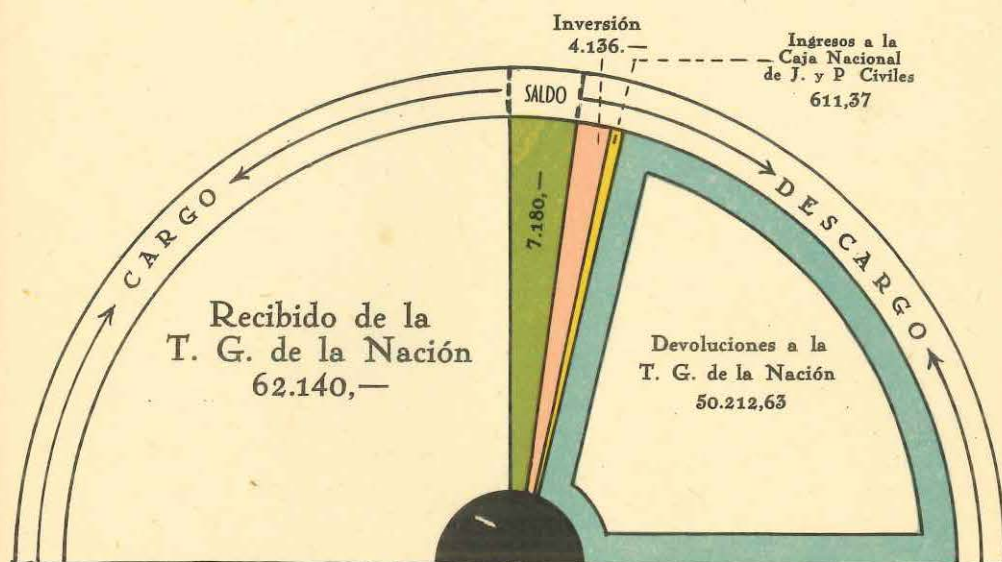 Inversión
4.136.—
Ingresos a la
Caja Nacional
de J. y P Civiles
611,37
SALDO
CARGO
DESCARGO
7.180,—
Recibido de la
T. G. de la Nación
62.140,—
Devoluciones a la
T. G. de la Nación
50.212,63